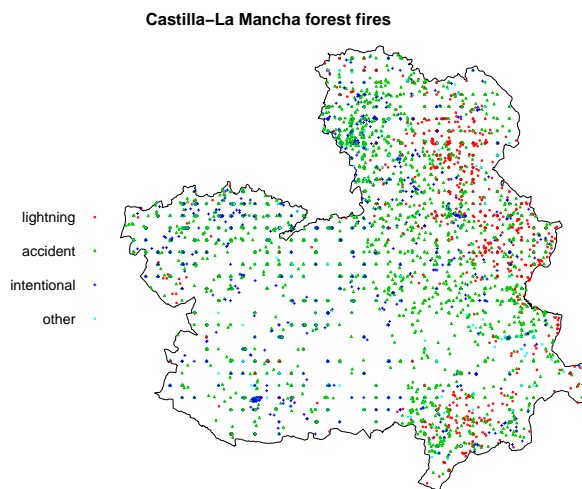 Castilla−La Mancha forest fires
lightning
accident
intentional
other